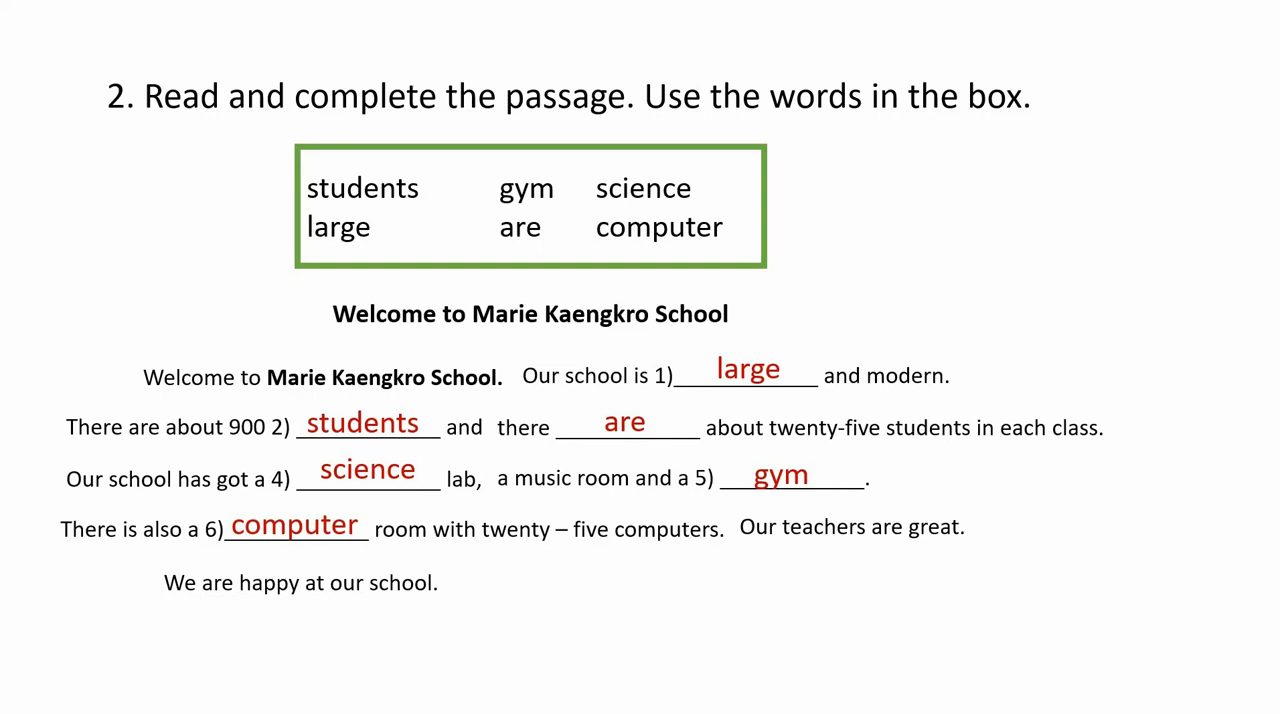 2. Read and complete the passage. Use the words in the box.
students gym science
large are computer
Welcome to Marie Kaengkro School
Welcome to Marie Kaengkro School. Our school is 1) large and modern.
There are about 900 2) students and there are about twenty-five students in each class.
Our school has got a 4) science lab, a music room and a 5) gym.
There is also a 6) computer room with twenty – five computers. Our teachers are great.
We are happy at our school.